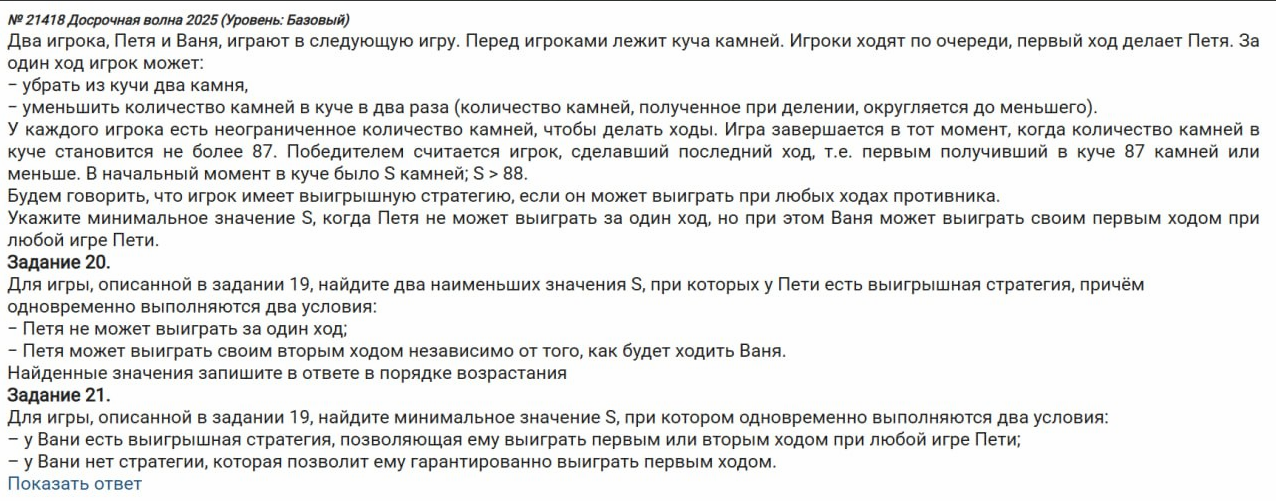 № 21418 Досрочная волна 2025 (Уровень: Базовый)
Два игрока, Петя и Ваня, играют в следующую игру. Перед игроками лежит куча камней. Игроки ходят по очереди, первый ход делает Петя. За
один ход игрок может:
− убрать из кучи два камня,
− уменьшить количество камней в куче в два раза (количество камней, полученное при делении, округляется до меньшего).
У каждого игрока есть неограниченное количество камней, чтобы делать ходы. Игра завершается в тот момент, когда количество камней в
куче становится не более 87. Победителем считается игрок, сделавший последний ход, т.е. первым получивший в куче 87 камней или
меньше. В начальный момент в куче было S камней; S > 88.
Будем говорить, что игрок имеет выигрышную стратегию, если он может выиграть при любых ходах противника.
Укажите минимальное значение S, когда Петя не может выиграть за один ход, но при этом Ваня может выиграть своим первым ходом при
любой игре Пети.
Задание 20.
Для игры, описанной в задании 19, найдите два наименьших значения S, при которых у Пети есть выигрышная стратегия, причём
одновременно выполняются два условия:
− Петя не может выиграть за один ход;
− Петя может выиграть своим вторым ходом независимо от того, как будет ходить Ваня.
Найденные значения запишите в ответе в порядке возрастания
Задание 21.
Для игры, описанной в задании 19, найдите минимальное значение S, при котором одновременно выполняются два условия:
– у Вани есть выигрышная стратегия, позволяющая ему выиграть первым или вторым ходом при любой игре Пети;
– у Вани нет стратегии, которая позволит ему гарантированно выиграть первым ходом.
Показать ответ